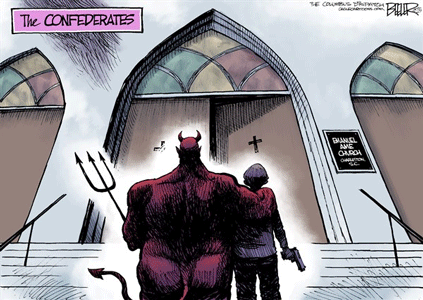 The CONFEDERATES
THE COLUMBUS DISPATCH
BEELER
EMANUEL
AME
CHURCH
CHARLESTON
S.C.